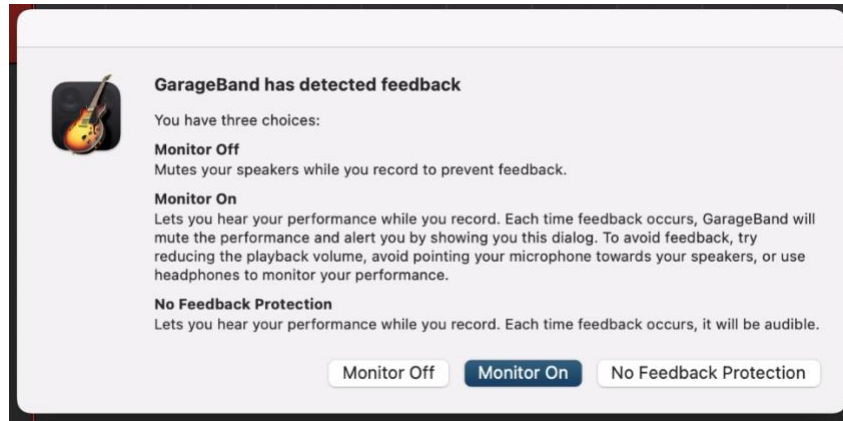 GarageBand has detected feedback
You have three choices:
Monitor Off
Mutes your speakers while you record to prevent feedback.
Monitor On
Lets you hear your performance while you record. Each time feedback occurs, GarageBand will
mute the performance and alert you by showing you this dialog. To avoid feedback, try
reducing the playback volume, avoid pointing your microphone towards your speakers, or use
headphones to monitor your performance.
No Feedback Protection
Lets you hear your performance while you record. Each time feedback occurs, it will be audible.
Monitor Off Monitor On No Feedback Protection